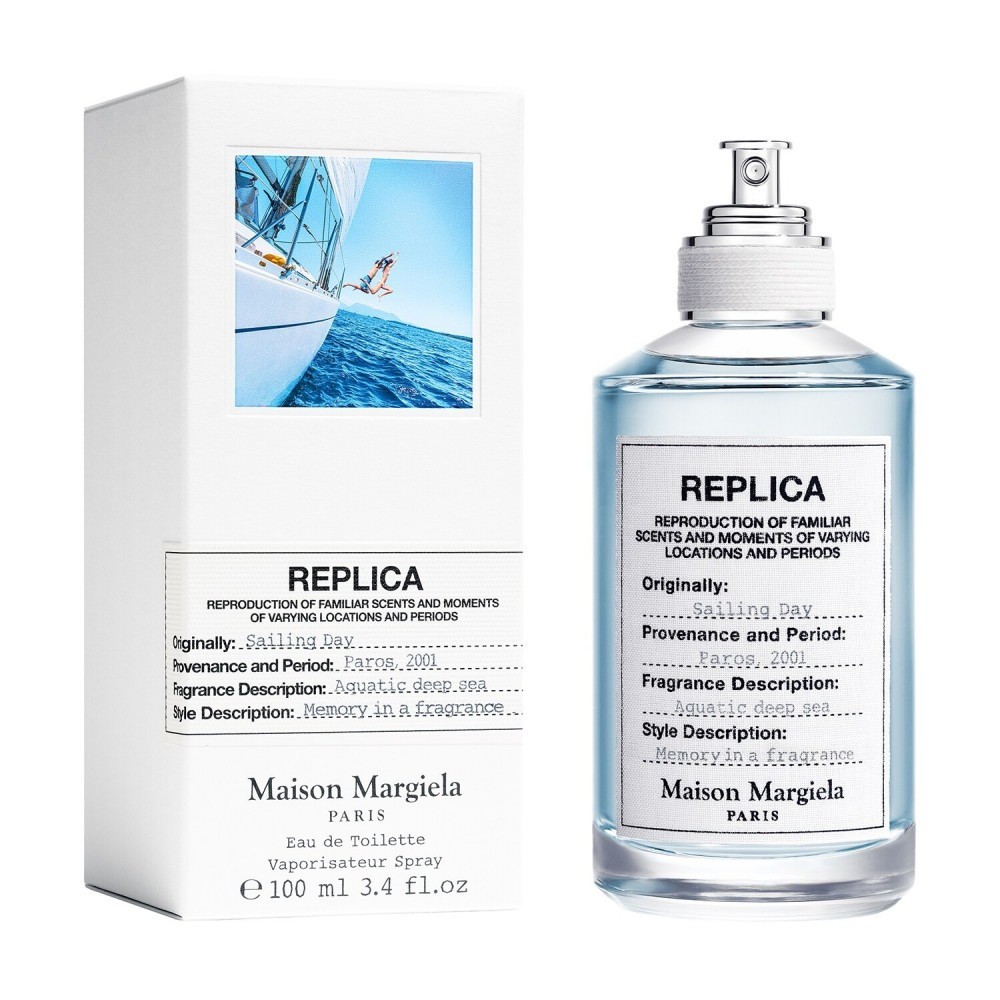 REPLICA
REPRODUCTION OF FAMILIAR SCENTS AND MOMENTS
OF VARYING LOCATIONS AND PERIODS
Originally: Sailing Day
Provenance and Period: Paros, 2001
Fragrance Description: Aquatic deep sea
Style Description: Memory in a fragrance
Maison Margiela
PARIS
Eau de Toilette
Vaporisateur Spray
℮ 100 ml 3.4 fl.oz
REPLICA
REPRODUCTION OF FAMILIAR
SCENTS AND MOMENTS OF VARYING
LOCATIONS AND PERIODS
Originally:
Sailing Day
Provenance and Period:
Paros, 2001
Fragrance Description:
Aquatic deep sea
Style Description:
Memory in a fragrance
Maison Margiela
PARIS